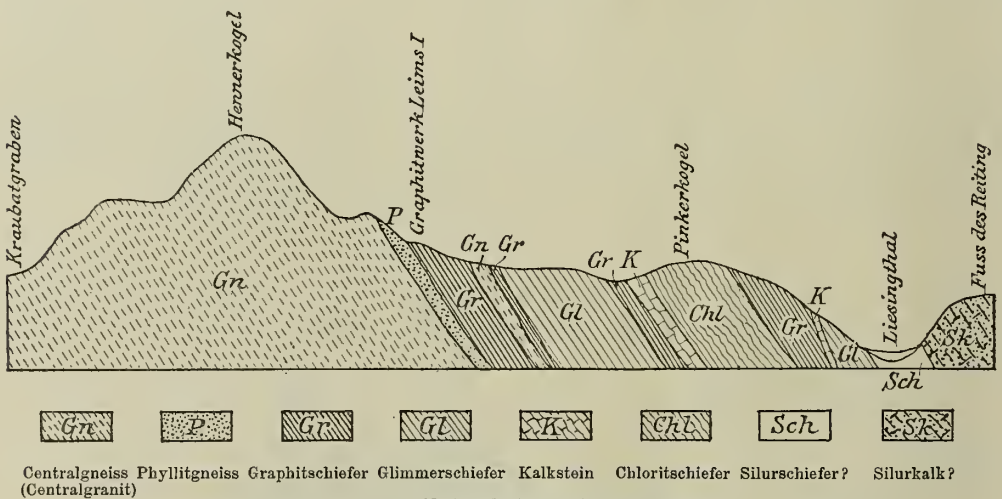 Kraubatgraben
Hennerkogel
Graphitwerk Leims I
Pinkerkogel
Liesingthal
Fuss des Reiting
P
Gn
Gr
Gr
K
Gn
Gr
Gl
Chl
Gr
K
Gl
Sch
Sk
Gn
P
Gr
Gl
K
Chl
Sch
Sk
Centralgneiss
(Centralgranit)
Phyllitgneiss
Graphitschiefer
Glimmerschiefer
Kalkstein
Chloritschiefer
Silurschiefer?
Silurkalk?